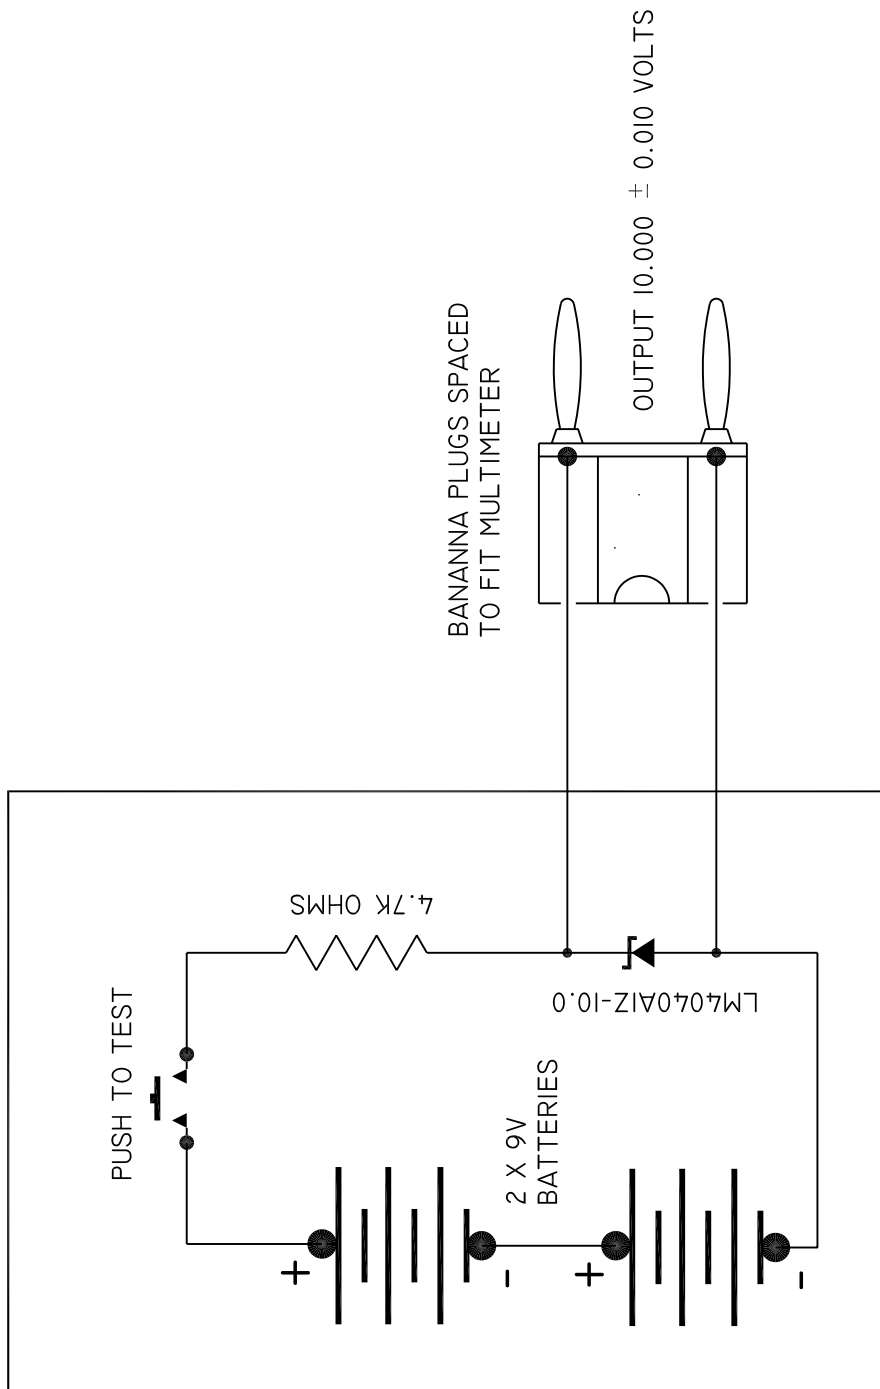 PUSH TO TEST
4.7K OHMS
LM4040AIZ-10.0
2 X 9V
BATTERIES
+
-
+
-
BANANNA PLUGS SPACED
TO FIT MULTIMETER
OUTPUT 10.000 ± 0.010 VOLTS